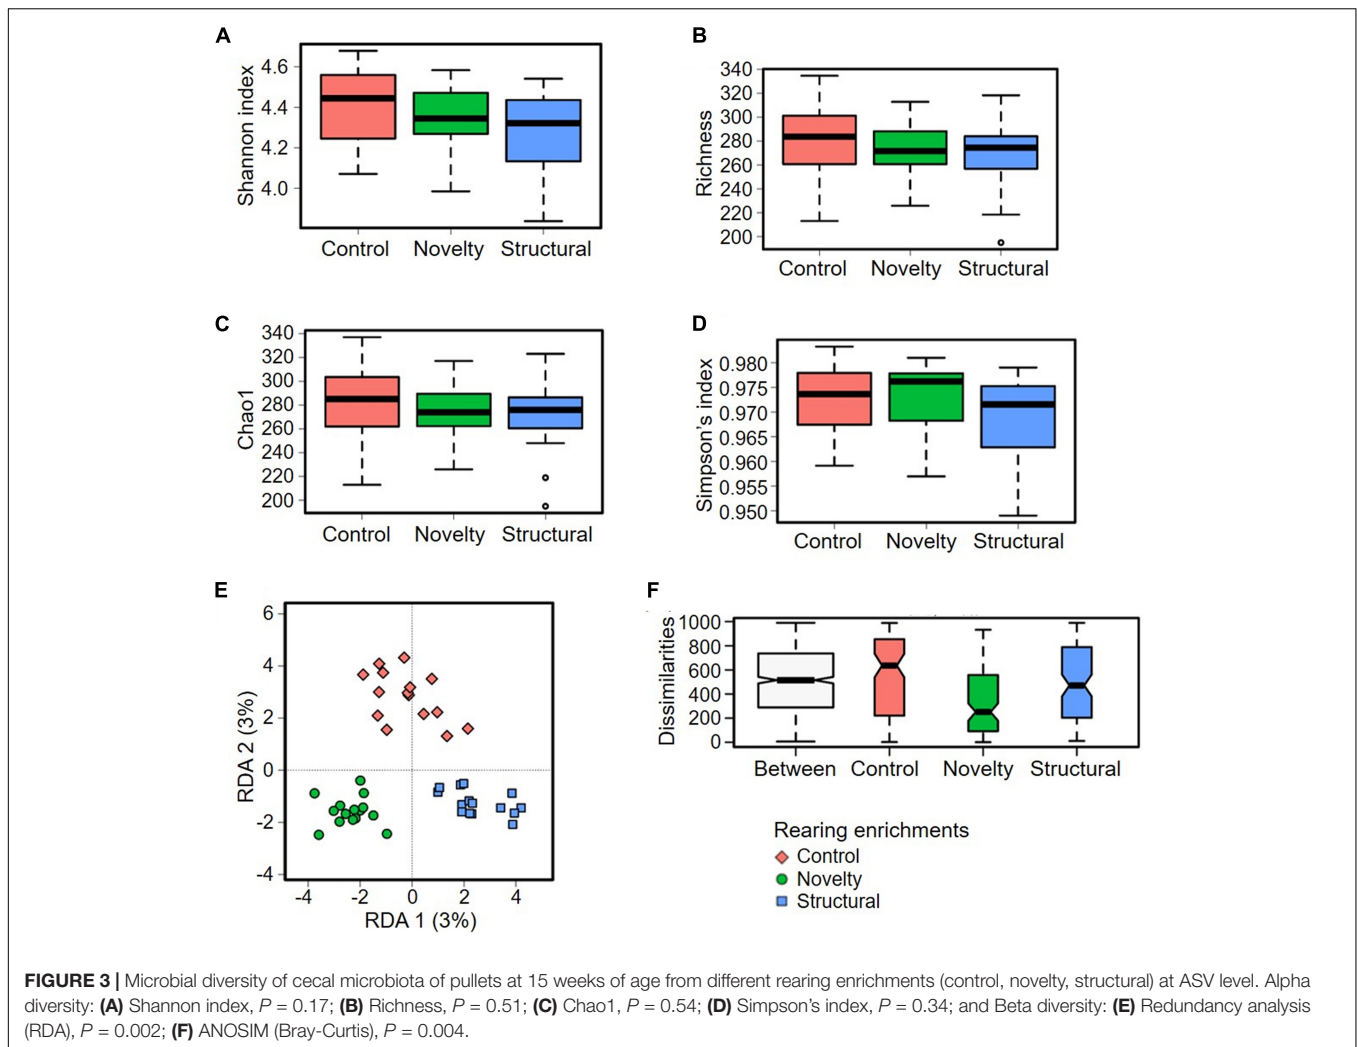 A
Shannon index
4.6
4.4
4.2
4.0
Control Novelty Structural
B
Richness
340
320
300
280
260
240
220
200
Control Novelty Structural
C
Chao1
340
320
300
280
260
240
220
200
Control Novelty Structural
D
Simpson's index
0.980
0.975
0.970
0.965
0.960
0.955
0.950
Control Novelty Structural
E
RDA 2 (3%)
6
4
2
0
-2
-4
-4 -2 0 2 4
RDA 1 (3%)
F
Dissimilarities
1000
800
600
400
200
0
Between Control Novelty Structural
Rearing enrichments
Control
Novelty
Structural
FIGURE 3 | Microbial diversity of cecal microbiota of pullets at 15 weeks of age from different rearing enrichments (control, novelty, structural) at ASV level. Alpha
diversity: (A) Shannon index, P = 0.17; (B) Richness, P = 0.51; (C) Chao1, P = 0.54; (D) Simpson's index, P = 0.34; and Beta diversity: (E) Redundancy analysis
(RDA), P = 0.002; (F) ANOSIM (Bray-Curtis), P = 0.004.